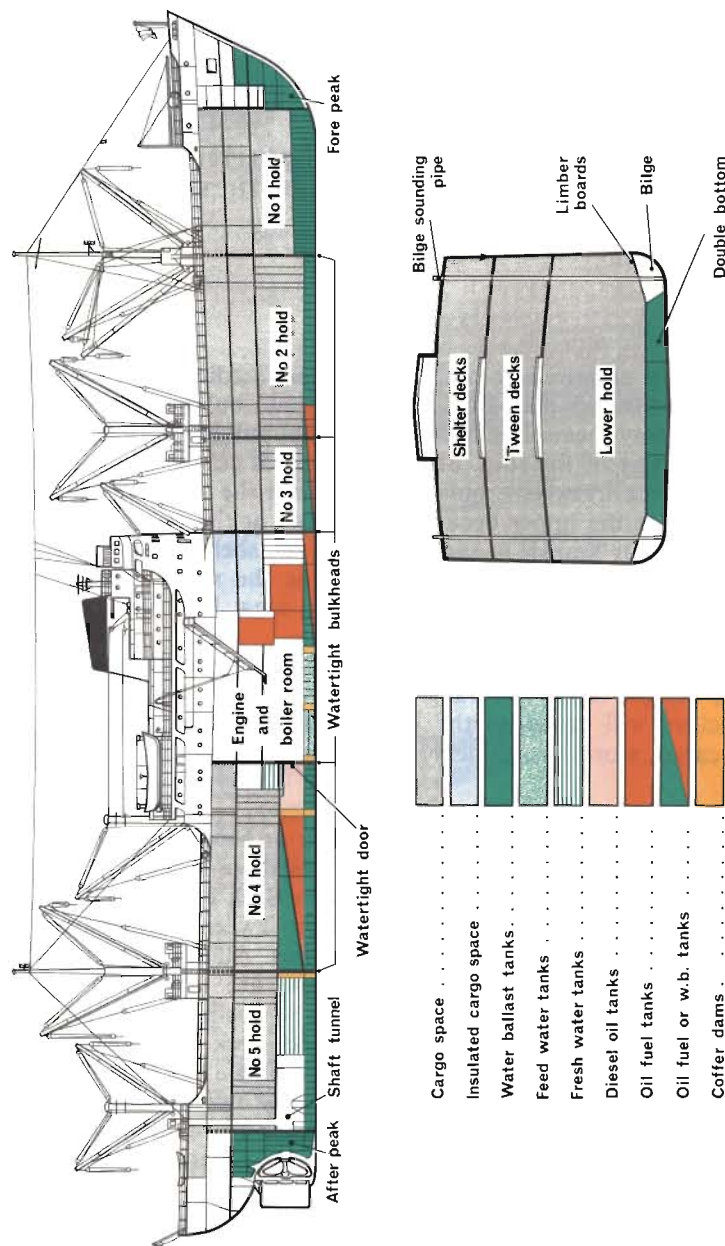 After peak
Shaft tunnel
No 5 hold
No 4 hold
Watertight door
Engine
and
boiler room
Watertight bulkheads
No 3 hold
No 2 hold
No 1 hold
Fore peak
Cargo space . . . . . . . . . . .
Insulated cargo space . . . . . . .
Water ballast tanks . . . . . . . .
Feed water tanks . . . . . . . . .
Fresh water tanks . . . . . . . . .
Diesel oil tanks . . . . . . . . . .
Oil fuel tanks . . . . . . . . . .
Oil fuel or w.b. tanks . . . . . .
Coffer dams . . . . . . . . . . .
Bilge sounding
pipe
Shelter decks
Tween decks
Lower hold
Limber
boards
Bilge
Double bottom